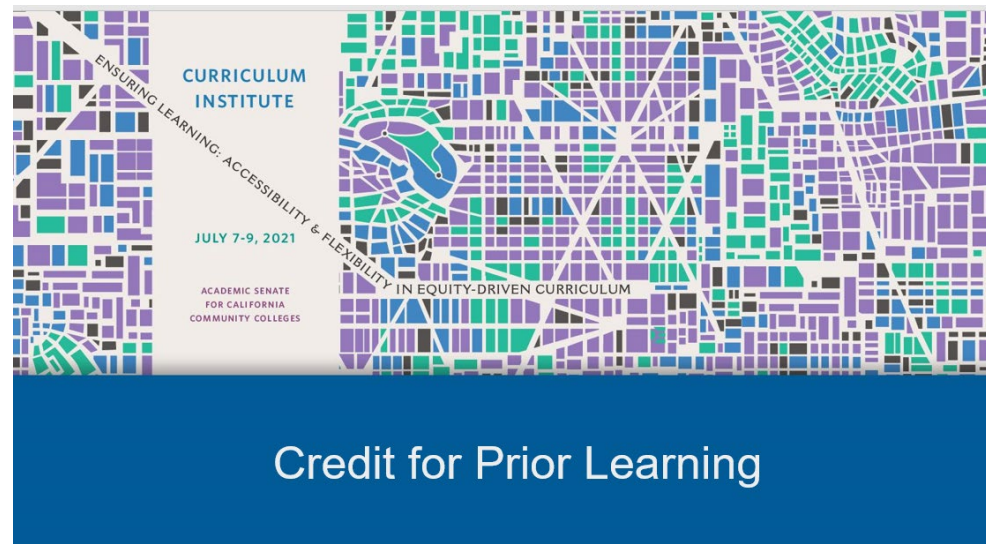 CURRICULUM
INSTITUTE
ENSURING LEARNING: ACCESSIBILITY & FLEXIBILITY IN EQUITY-DRIVEN CURRICULUM
JULY 7-9, 2021
ACADEMIC SENATE
FOR CALIFORNIA
COMMUNITY COLLEGES
Credit for Prior Learning